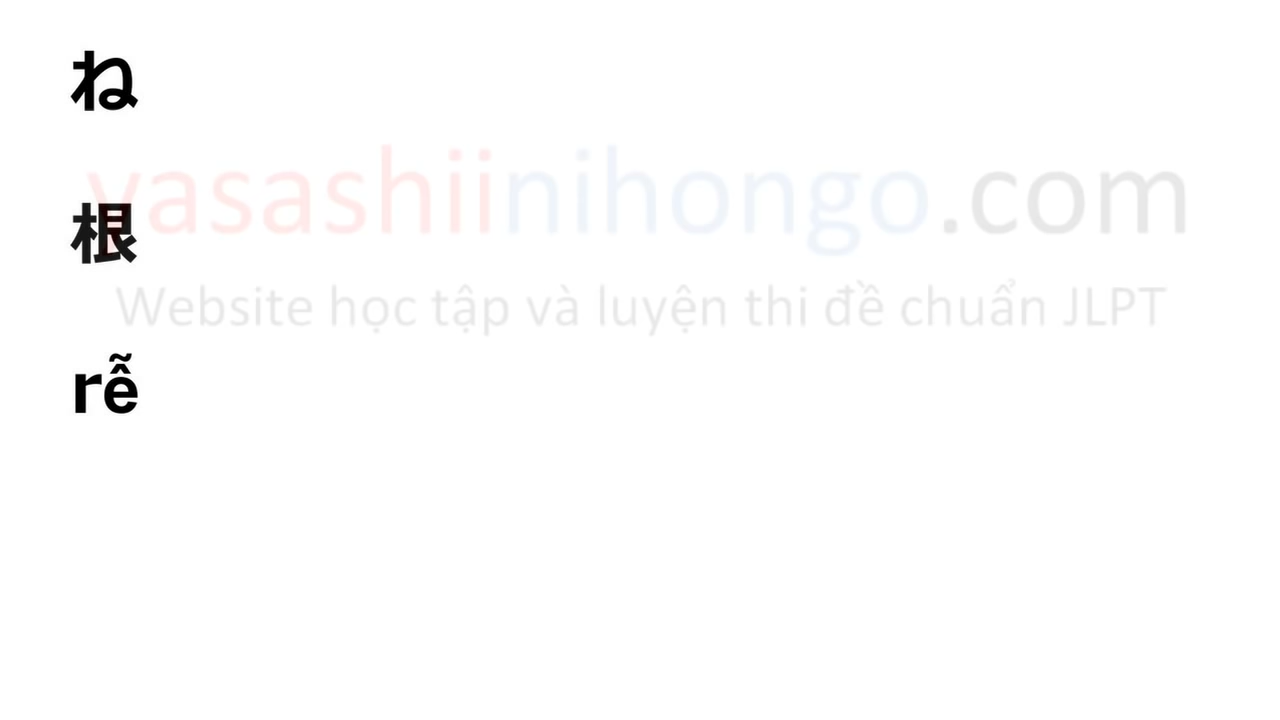 ね
yasashiinihongo.com
根
Website học tập và luyện thi đề chuẩn JLPT
rễ